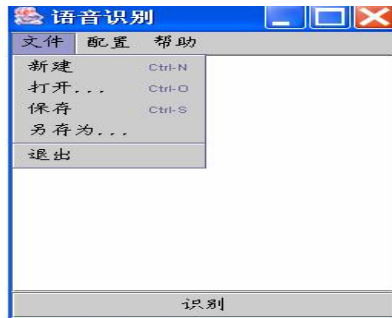 语音识别
文件 配置 帮助
新建 Ctrl-N
打开... Ctrl-O
保存 Ctrl-S
另存为...
退出
识别